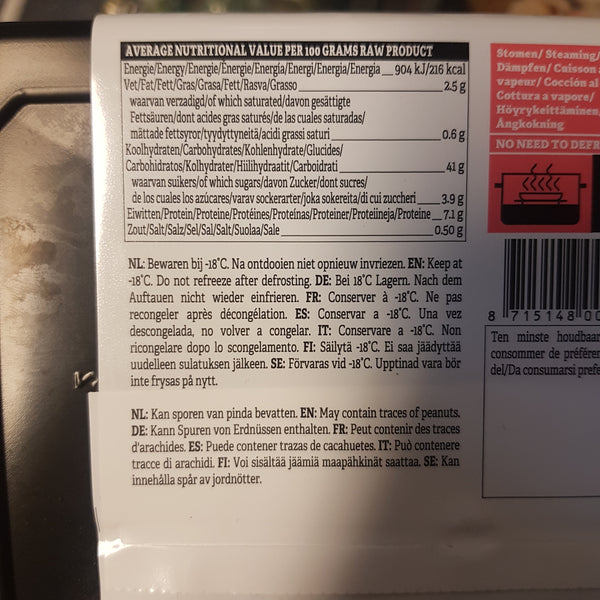 AVERAGE NUTRITIONAL VALUE PER 100 GRAMS RAW PRODUCT
Energie/Energy/Energie/Énergie/Energía/Energi/Energia/Energia 904 kJ/216 kcal
Vet/Fat/Fett/Gras/Grasa/Fett/Rasva/Grasso 2.5 g
waarvan verzadigd/of which saturated/davon gesättigte
Fettsäuren/dont acides gras saturés/de las cuales saturadas/
mättade fettsyror/tyydyttyneitä/acidi grassi saturi 0.6 g
Koolhydraten/Carbohydrates/Kohlenhydrate/Glucides/
Carbohidratos/Kolhydrater/Hiilihydraatit/Carboidrati 41 g
waarvan suikers/of which sugars/davon Zucker/dont sucres/
de los cuales los azúcares/varav sockerarter/joka sokereita/di cui zuccheri 3.9 g
Eiwitten/Protein/Proteine/Protéines/Proteínas/Proteiner/Proteiineja/Proteine 7.1 g
Zout/Salt/Salz/Sel/Sal/Salt/Suolaa/Sale 0.50 g
NL: Bewaren bij -18°C. Na ontdooien niet opnieuw invriezen. EN: Keep at
-18°C. Do not refreeze after defrosting. DE: Bei 18°C Lagern. Nach dem
Auftauen nicht wieder einfrieren. FR: Conserver à -18°C. Ne pas
recongeler après décongélation. ES: Conservar a -18°C. Una vez
descongelada, no volver a congelar. IT: Conservare a -18°C. Non
ricongelare dopo lo scongelamento. FI: Säilytä -18°C. Ei saa jäädyttää
uudelleen sulatuksen jälkeen. SE: Förvaras vid -18°C. Upptinad vara bör
inte frysas på nytt.
NL: Kan sporen van pinda bevatten. EN: May contain traces of peanuts.
DE: Kann Spuren von Erdnüssen enthalten. FR: Peut contenir des traces
d'arachides. ES: Puede contener trazas de cacahuetes. IT: Può contenere
tracce di arachidi. FI: Voi sisältää jäämiä maapähkinät saattaa. SE: Kan
innehålla spår av jordnötter.
Stomen/ Steaming/
Dämpfen/ Cuisson a
vapeur/ Cocción al
Cottura a vapore/
Höyrykeittäminen
Ångkokning
NO NEED TO DEFR
8 715148 00
Ten minste houdbaar
consommer de préféren
del/Da consumarsi prefe